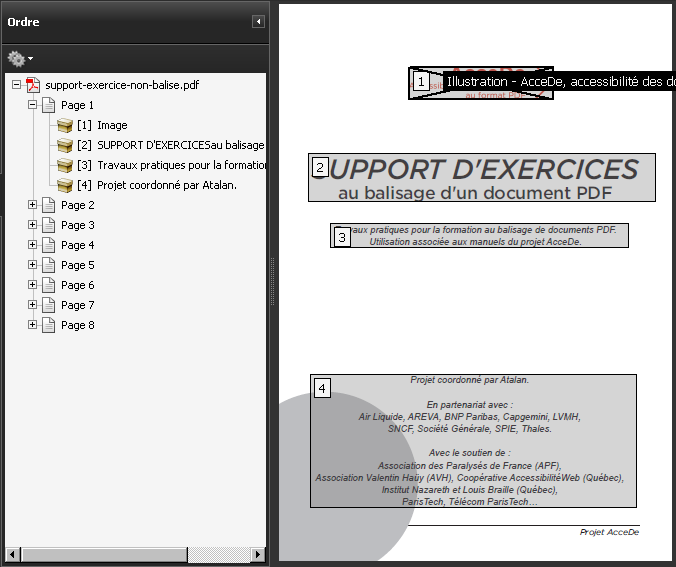 Ordre
support-exercice-non-balise.pdf
Page 1
[1] Image
[2] SUPPORT D'EXERCICESau balisage
[3] Travaux pratiques pour la formation
[4] Projet coordonné par Atalan.
Page 2
Page 3
Page 4
Page 5
Page 6
Page 7
Page 8
AcceDe
1
Illustration - AcceDe, accessibilité des do
au format PDF
2
SUPPORT D'EXERCICES
au balisage d'un document PDF
3
Travaux pratiques pour la formation au balisage de documents PDF.
Utilisation associée aux manuels du projet AcceDe.
4
Projet coordonné par Atalan.
En partenariat avec :
Air Liquide, AREVA, BNP Paribas, Capgemini, LVMH,
SNCF, Société Générale, SPIE, Thales.
Avec le soutien de :
Association des Paralysés de France (APF),
Association Valentin Haüy (AVH), Coopérative AccessibilitéWeb (Québec),
Institut Nazareth et Louis Braille (Québec),
ParisTech, Télécom ParisTech…
Projet AcceDe